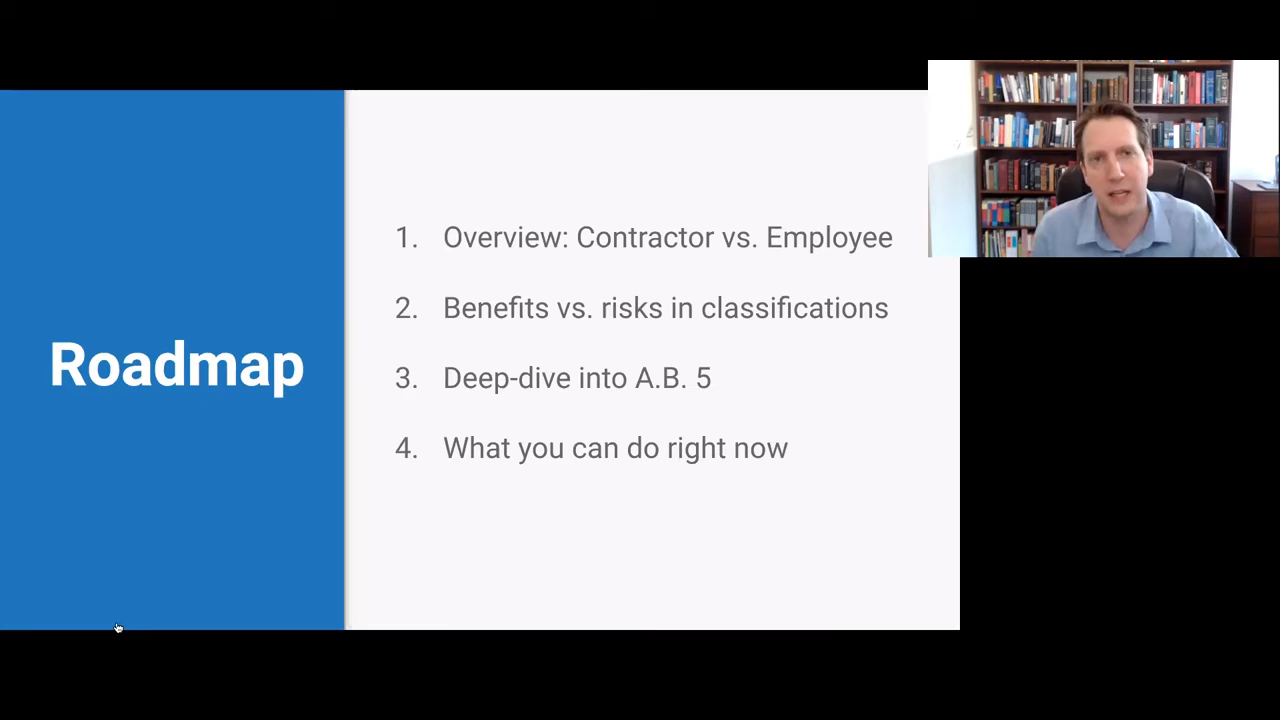 Roadmap
1. Overview: Contractor vs. Employee
2. Benefits vs. risks in classifications
3. Deep-dive into A.B. 5
4. What you can do right now